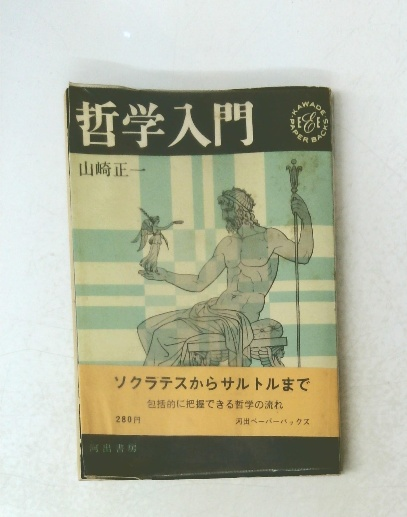 哲学入門
KAWADE'S PAPER BACKS
EEE
山崎正一
ソクラテスからサルトルまで
包括的に把握できる哲学の流れ
280円 河出ペーパーバックス
河出書房